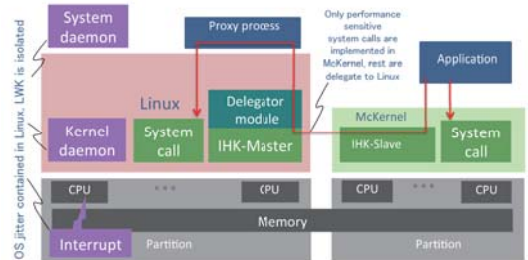 OS jitter contained in Linux, LWK is isolated
System
daemon
Proxy process
Only performance
sensitive
system calls are
implemented in
McKernel, rest are
delegate to Linux
Application
Linux
Kernel
daemon
System
call
Delegator
module
IHK-Master
McKernel
IHK-Slave
System
call
CPU
CPU
CPU
CPU
Memory
Interrupt
Partition
Partition